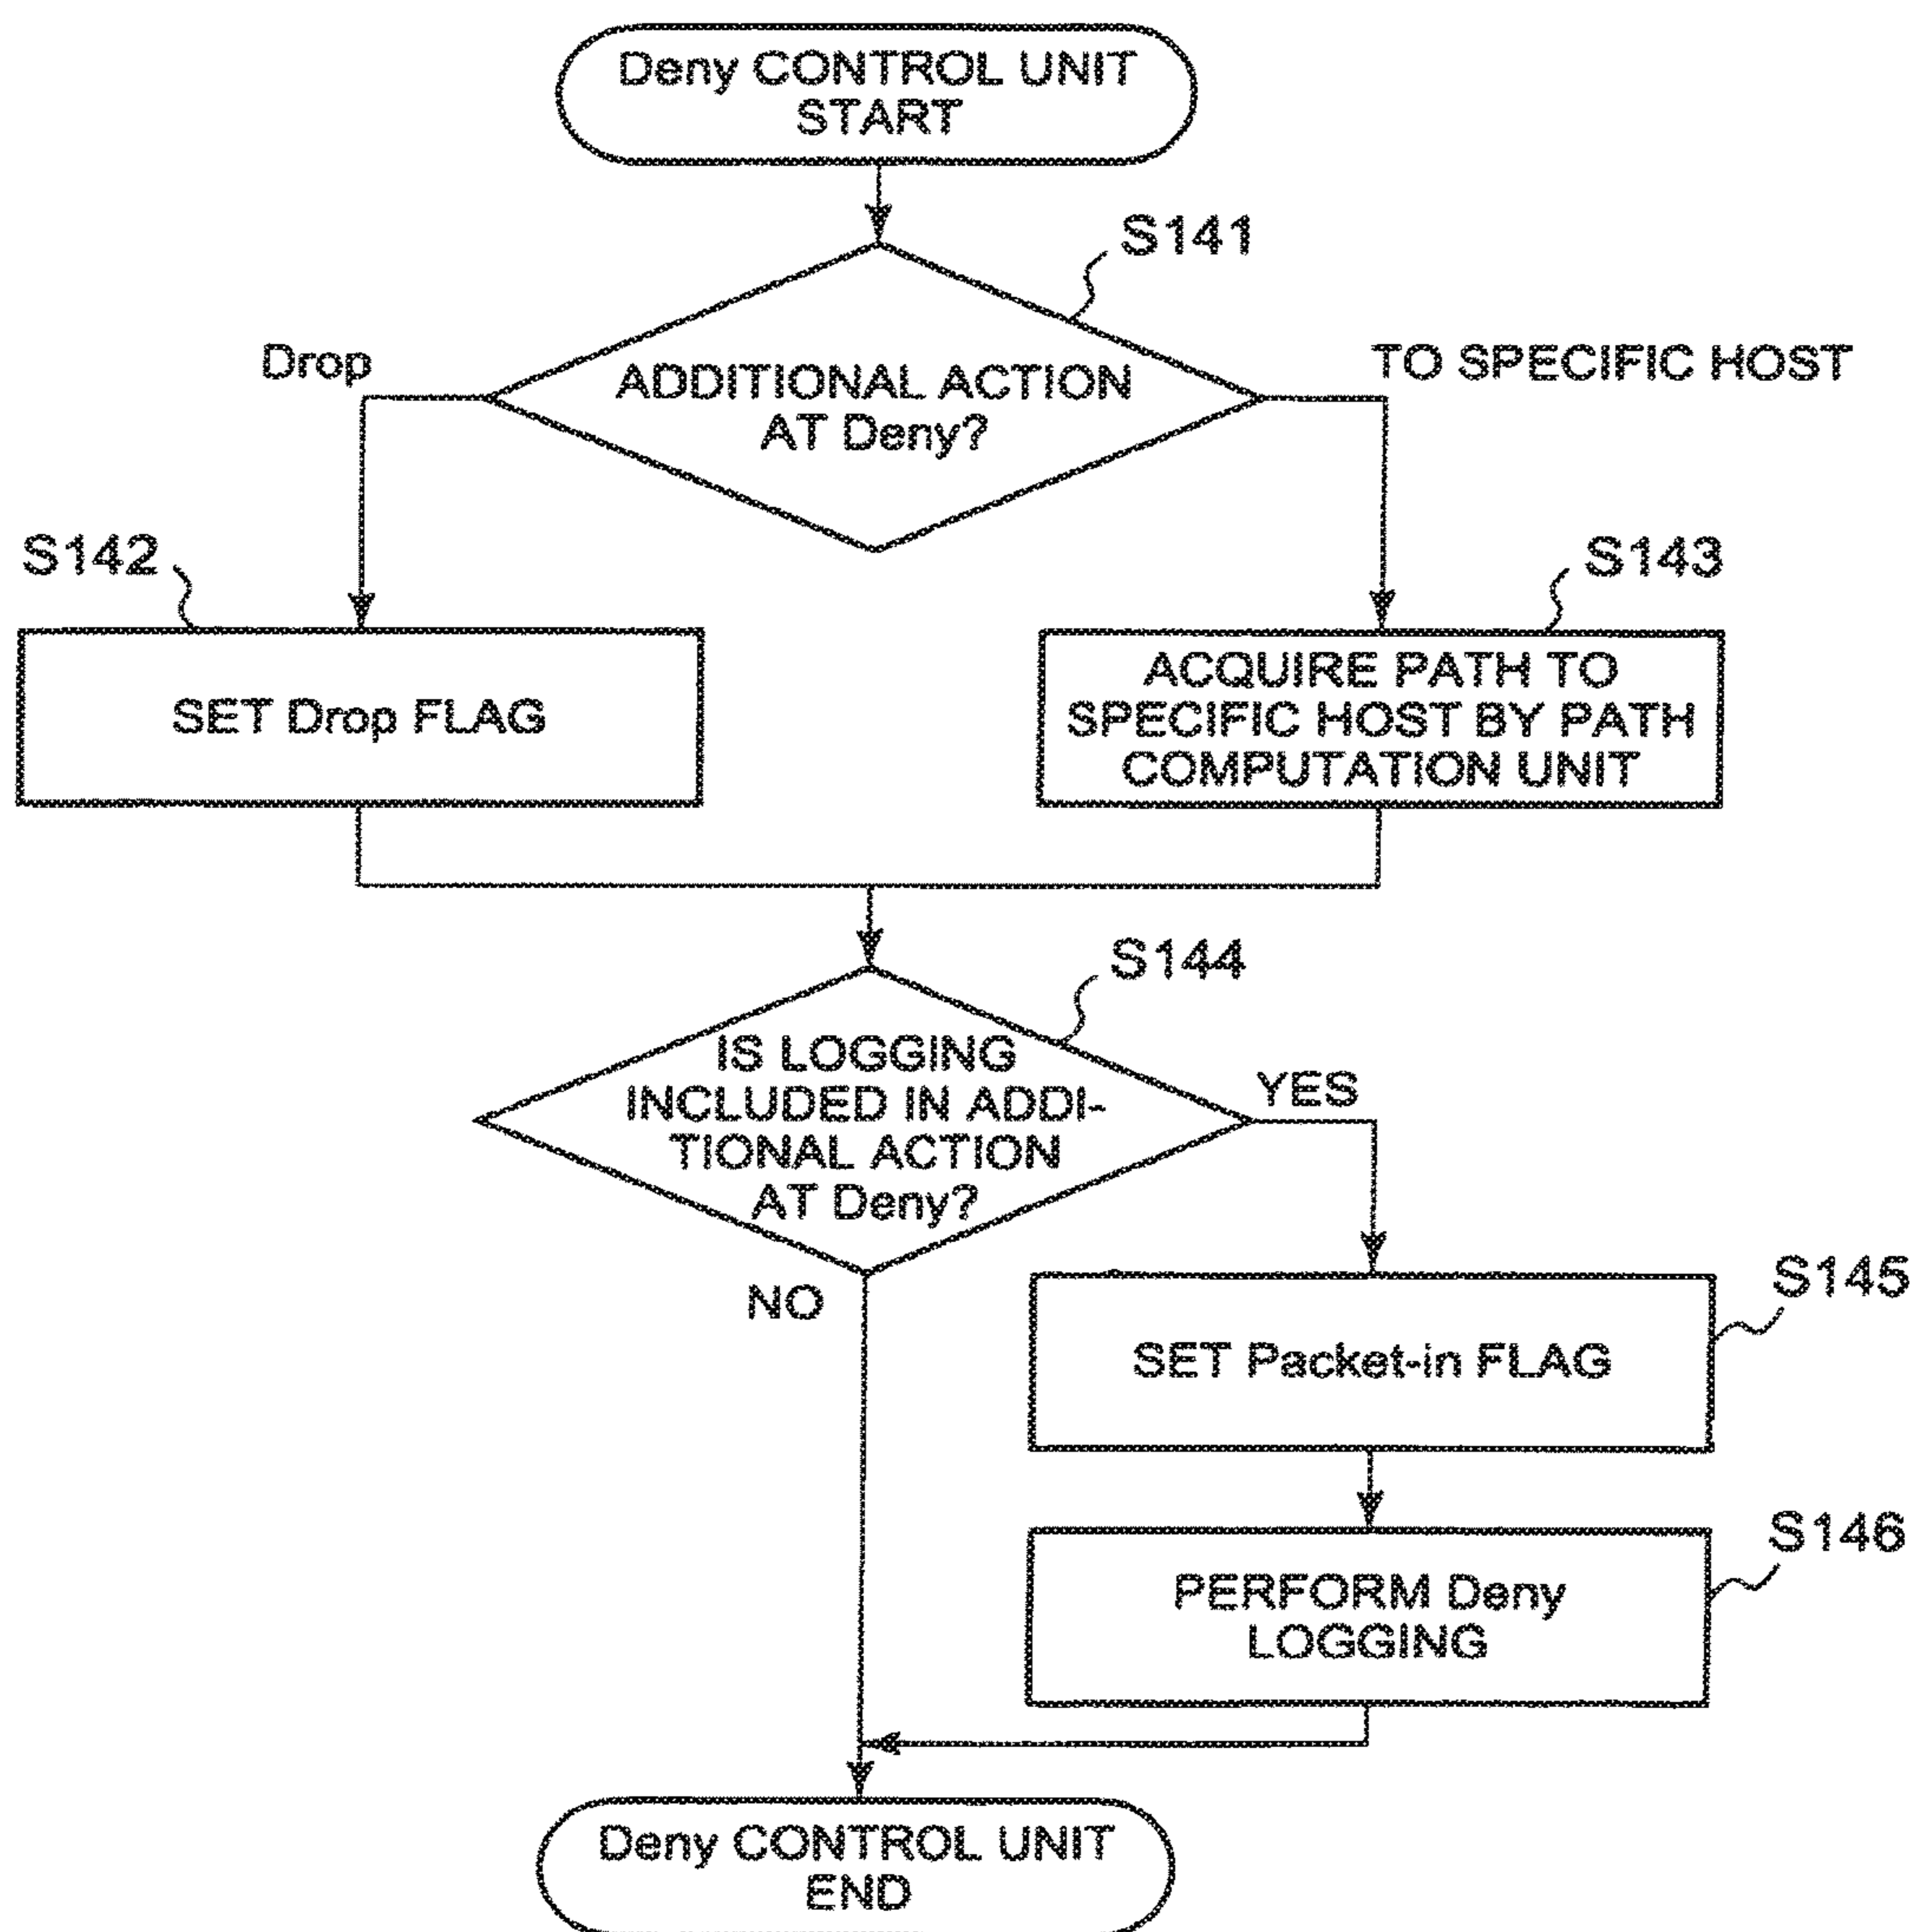 Deny CONTROL UNIT
START
S141
Drop
ADDITIONAL ACTION
AT Deny?
TO SPECIFIC HOST
S142
S143
SET Drop FLAG
ACQUIRE PATH TO
SPECIFIC HOST BY PATH
COMPUTATION UNIT
S144
IS LOGGING
INCLUDED IN ADDI-
TIONAL ACTION
AT Deny?
YES
NO
S145
SET Packet-in FLAG
S146
PERFORM Deny
LOGGING
Deny CONTROL UNIT
END